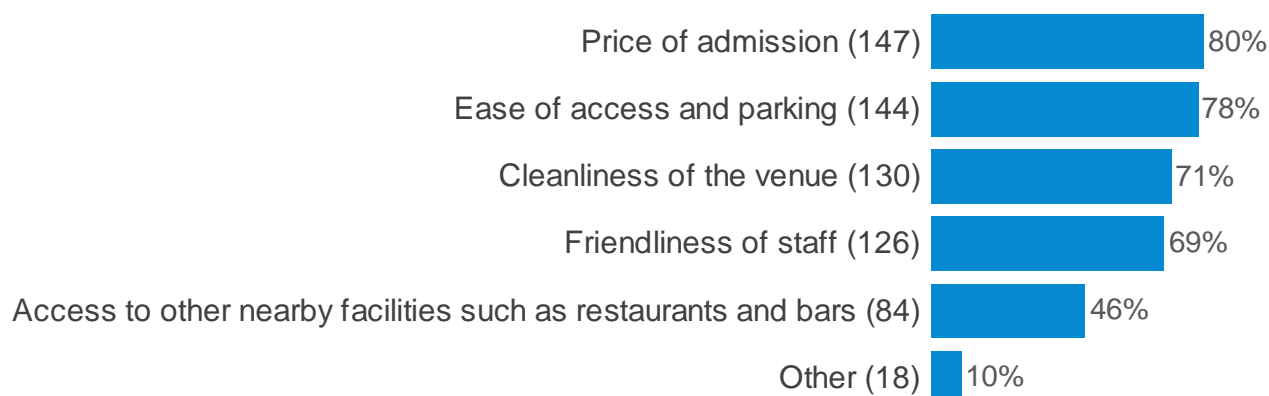 Price of admission (147) 80%
Ease of access and parking (144) 78%
Cleanliness of the venue (130) 71%
Friendliness of staff (126) 69%
Access to other nearby facilities such as restaurants and bars (84) 46%
Other (18) 10%